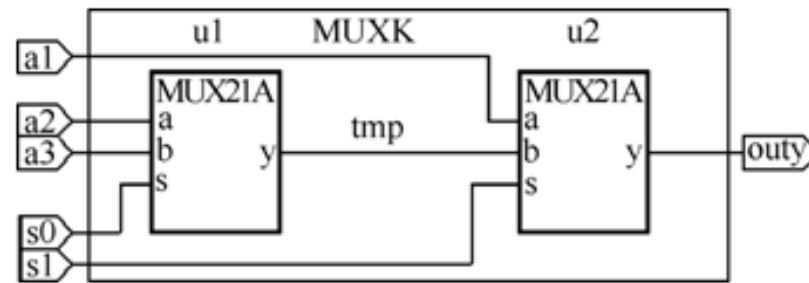 u1 MUXK u2
a1
MUX21A MUX21A
a2 a tmp a
a3 b y b y outy
s s
s0
s1